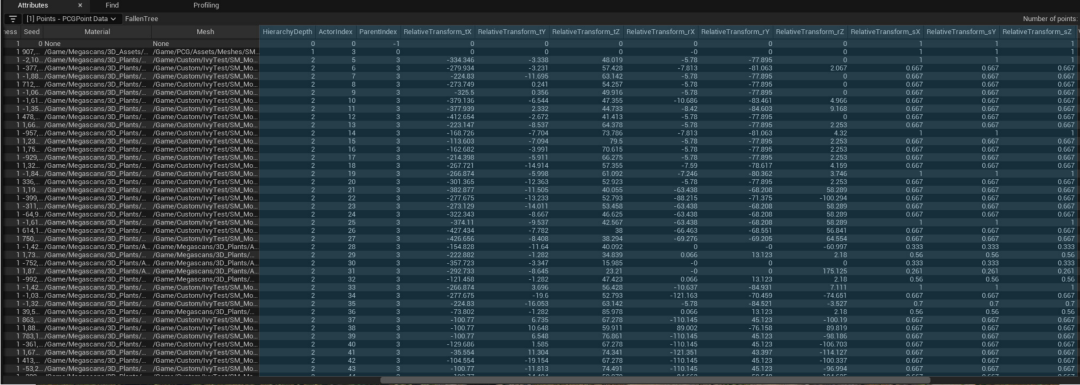 Attributes × Find Profiling
[1] Points - PCGPoint Data FallenTree Number of points
ess Seed Material Mesh HierarchyDepth ActorIndex ParentIndex RelativeTransform_tX RelativeTransform_tY RelativeTransform_tZ RelativeTransform_rX RelativeTransform_rY RelativeTransform_rZ RelativeTransform_sX RelativeTransform_sY RelativeTransform_sZ
1 0 None None 0 0 -1 0 0 0 0 0 0 1 1 1
1 907,... /Game/Megascans/3D_Assets/... /Game/PCG/Assets/Meshes/SM... 1 3 0 0 0 0 -0 0 0 1 1 1
1 -2,10... /Game/Megascans/3D_Plants/... /Game/Custom/IvyTest/SM_Mo... 2 5 3 -334.346 -3.338 48.019 -5.78 -77.895 0 1 1 1
1 -377,... /Game/Megascans/3D_Plants/... /Game/Custom/IvyTest/SM_Mo... 2 6 3 -279.934 -3.231 57.428 -7.813 -81.063 2.067 0.667 0.667 0.667
1 -1,88... /Game/Megascans/3D_Plants/... /Game/Custom/IvyTest/SM_Mo... 2 7 3 -224.83 -11.695 63.142 -5.78 -77.895 0 0.667 0.667 0.667
1 712,... /Game/Megascans/3D_Plants/... /Game/Custom/IvyTest/SM_Mo... 2 8 3 -273.749 0.241 54.257 -5.78 -77.895 0 0.667 0.667 0.667
1 -1,06... /Game/Megascans/3D_Plants/... /Game/Custom/IvyTest/SM_Mo... 2 9 3 -325.5 0.356 49.916 -5.78 -77.895 0 0.667 0.667 0.667
1 -1,61... /Game/Megascans/3D_Plants/... /Game/Custom/IvyTest/SM_Mo... 2 10 3 -379.136 -6.544 47.355 -10.686 -83.461 4.966 0.667 0.667 0.667
1 -1,35... /Game/Megascans/3D_Plants/... /Game/Custom/IvyTest/SM_Mo... 2 11 3 -377.939 2.332 44.733 -8.42 -84.603 9.168 0.667 0.667 0.667
1 478,... /Game/Megascans/3D_Plants/... /Game/Custom/IvyTest/SM_Mo... 2 12 3 -412.654 -2.672 41.413 -5.78 -77.895 0 0.667 0.667 0.667
1 1,66... /Game/Megascans/3D_Plants/... /Game/Custom/IvyTest/SM_Mo... 2 13 3 -223.147 -8.537 64.378 -5.78 -77.895 2.253 0.667 0.667 0.667
1 -957,... /Game/Megascans/3D_Plants/... /Game/Custom/IvyTest/SM_Mo... 2 14 3 -168.726 -7.704 73.786 -7.813 -81.063 4.32 1 1 1
1 1,23... /Game/Megascans/3D_Plants/... /Game/Custom/IvyTest/SM_Mo... 2 15 3 -113.603 -7.094 79.5 -5.78 -77.895 2.253 0.667 0.667 0.667
1 1,75... /Game/Megascans/3D_Plants/... /Game/Custom/IvyTest/SM_Mo... 2 16 3 -162.682 -3.991 70.615 -5.78 -77.895 2.253 0.667 0.667 0.667
1 -929,... /Game/Megascans/3D_Plants/... /Game/Custom/IvyTest/SM_Mo... 2 17 3 -214.398 -5.911 66.275 -5.78 -77.895 2.253 0.667 0.667 0.667
1 1,32... /Game/Megascans/3D_Plants/... /Game/Custom/IvyTest/SM_Mo... 2 18 3 -267.721 -14.914 57.355 -7.59 -78.617 4.159 0.667 0.667 0.667
1 -1,84... /Game/Megascans/3D_Plants/... /Game/Custom/IvyTest/SM_Mo... 2 19 3 -266.874 -5.998 61.092 -7.246 -80.362 3.746 1 1 1
1 336,... /Game/Megascans/3D_Plants/... /Game/Custom/IvyTest/SM_Mo... 2 20 3 -301.365 -12.363 52.923 -5.78 -77.895 2.253 0.667 0.667 0.667
1 1,19... /Game/Megascans/3D_Plants/... /Game/Custom/IvyTest/SM_Mo... 2 21 3 -382.877 -11.505 40.055 -63.438 -68.208 58.289 0.667 0.667 0.667
1 -399,... /Game/Megascans/3D_Plants/... /Game/Custom/IvyTest/SM_Mo... 2 22 3 -277.675 -13.233 52.793 -88.215 -71.375 -100.294 0.667 0.667 0.667
1 -311,... /Game/Megascans/3D_Plants/... /Game/Custom/IvyTest/SM_Mo... 2 23 3 -273.129 -14.011 53.458 -63.438 -68.208 58.289 0.667 0.667 0.667
1 -64,9... /Game/Megascans/3D_Plants/... /Game/Custom/IvyTest/SM_Mo... 2 24 3 -322.343 -8.667 46.625 -63.438 -68.208 58.289 0.667 0.667 0.667
1 -1,61... /Game/Megascans/3D_Plants/... /Game/Custom/IvyTest/SM_Mo... 2 25 3 -374.11 -9.537 42.567 -63.438 -68.208 58.289 0.667 0.667 0.667
1 614,1... /Game/Megascans/3D_Plants/... /Game/Custom/IvyTest/SM_Mo... 2 26 3 -427.434 -7.782 38 -66.463 -68.551 56.841 0.667 0.667 0.667
1 750,... /Game/Megascans/3D_Plants/... /Game/Custom/IvyTest/SM_Mo... 2 27 3 -426.656 -8.408 38.294 -69.276 -69.205 64.554 0.667 0.667 0.667
1 -1,42... /Game/Megascans/3D_Plants/A... /Game/Custom/IvyTest/SM_Mo... 2 28 3 -154.828 -11.64 40.092 -0 0 -60.997 0.333 0.333 0.333
1 1,73... /Game/Megascans/3D_Plants/... /Game/Custom/IvyTest/SM_Mo... 2 29 3 -222.882 -1.282 34.839 0.066 13.123 2.18 0.56 0.56 0.56
1 -752,... /Game/Megascans/3D_Plants/A... /Game/Custom/IvyTest/SM_Mo... 2 30 3 -357.723 -3.347 15.985 -0 0 -0 0.333 0.333 0.333
1 1,87... /Game/Megascans/3D_Plants/A... /Game/Custom/IvyTest/SM_Mo... 2 31 3 -292.733 -8.645 23.21 -0 0 175.125 0.261 0.261 0.261
1 -992,... /Game/Megascans/3D_Plants/... /Game/Custom/IvyTest/SM_Mo... 2 32 3 -121.458 -1.282 47.423 0.066 13.123 2.18 0.56 0.56 0.56
1 -1,42... /Game/Megascans/3D_Plants/... /Game/Custom/IvyTest/SM_Mo... 2 33 3 -266.874 3.696 56.428 -10.637 -84.931 7.111 1 1 1
1 -1,03... /Game/Megascans/3D_Plants/... /Game/Custom/IvyTest/SM_Mo... 2 34 3 -277.675 -19.6 52.793 -121.163 -70.459 -74.651 0.667 0.667 0.667
1 -1,32... /Game/Megascans/3D_Plants/... /Game/Custom/IvyTest/SM_Mo... 2 35 3 -224.83 -16.053 63.142 -5.78 -84.521 -3.527 0.7 0.7 0.7
1 39,5... /Game/Megascans/3D_Plants/... /Game/Megascans/3D_Plants/... 2 36 3 -73.802 -1.282 85.978 0.066 13.123 2.18 0.56 0.56 0.56
1 863,... /Game/Megascans/3D_Plants/... /Game/Custom/IvyTest/SM_Mo... 2 37 3 -100.77 6.735 67.278 -110.145 45.123 -100.19 0.667 0.667 0.667
1 1,88... /Game/Megascans/3D_Plants/... /Game/Custom/IvyTest/SM_Mo... 2 38 3 -100.77 10.648 59.911 89.002 -76.158 89.819 0.667 0.667 0.667
1 783,1... /Game/Megascans/3D_Plants/... /Game/Custom/IvyTest/SM_Mo... 2 39 3 -100.77 6.548 76.861 -110.145 45.123 -98.186 0.667 0.667 0.667
1 -361,... /Game/Megascans/3D_Plants/... /Game/Custom/IvyTest/SM_Mo... 2 40 3 -129.686 1.585 67.278 -110.145 45.123 -106.703 0.667 0.667 0.667
1 1,67... /Game/Megascans/3D_Plants/... /Game/Custom/IvyTest/SM_Mo... 2 41 3 -35.554 11.304 74.341 -121.351 43.397 -114.127 0.667 0.667 0.667
1 413,... /Game/Megascans/3D_Plants/... /Game/Custom/IvyTest/SM_Mo... 2 42 3 -104.554 -19.154 67.278 -110.145 45.123 -100.337 0.667 0.667 0.667
1 -53,2... /Game/Megascans/3D_Plants/... /Game/Custom/IvyTest/SM_Mo... 2 43 3 -100.77 -11.813 74.491 -110.145 45.123 -96.994 0.667 0.667 0.667